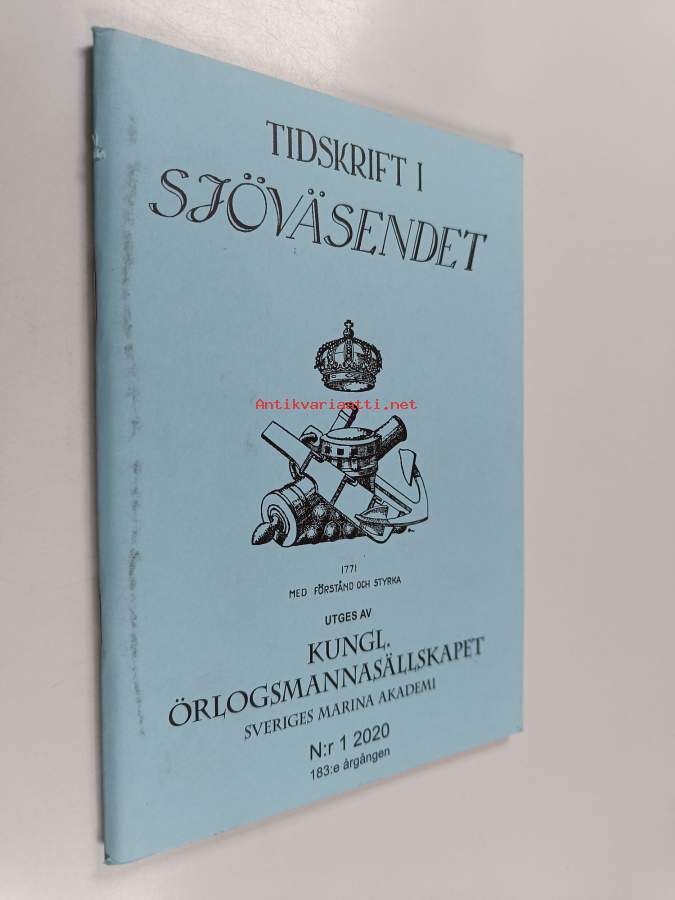 TIDSKRIFT I
SJÖVÄSENDET
Antikvariaatti.net
1771
MED FÖRSTÅND OCH STYRKA
UTGES AV
KUNGL.
ÖRLOGSMANNASÄLLSKAPET
SVERIGES MARINA AKADEMI
N:r 1 2020
183:e årgången